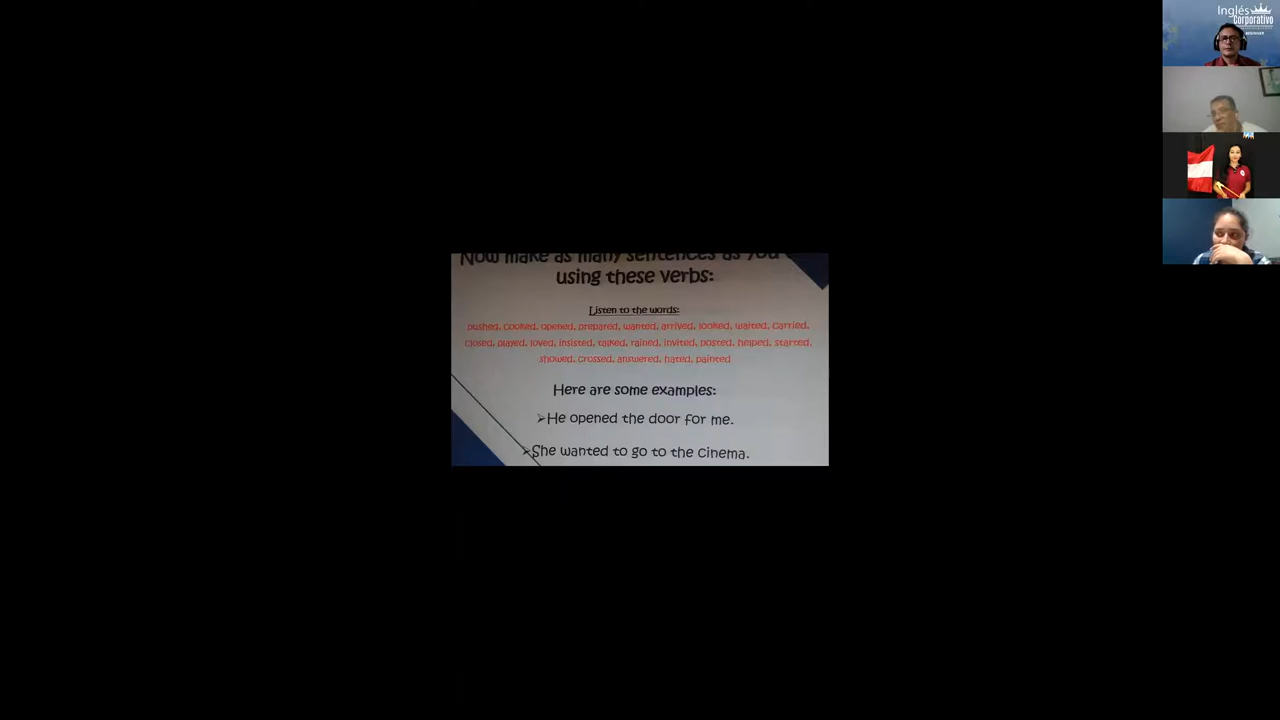 Inglés
Corporativo
BEGINNER
Now make as many sentences as you
using these verbs:
Listen to the words:
pushed, cooked, opened, prepared, wanted, arrived, looked, waited, carried,
closed, played, loved, insisted, talked, rained, invited, posted, helped, started,
showed, crossed, answered, hated, painted
Here are some examples:
➢He opened the door for me.
➢She wanted to go to the cinema.